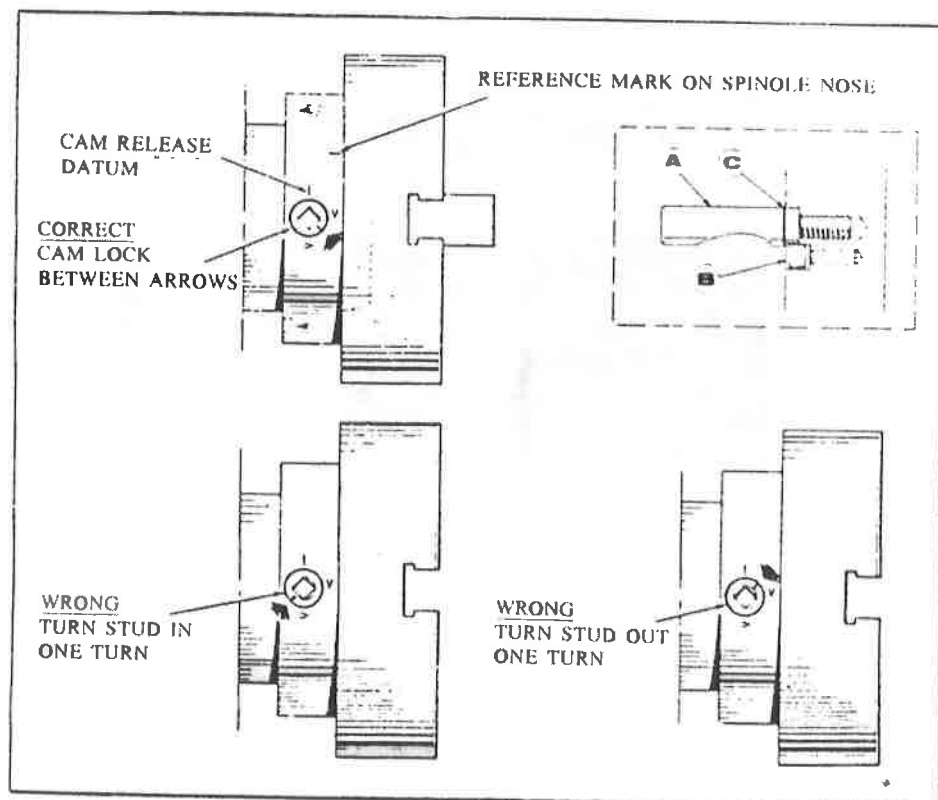 REFERENCE MARK ON SPINOLE NOSE
CAM RELEASE
DATUM
CORRECT
CAM LOCK
BETWEEN ARROWS
A
C
B
WRONG
TURN STUD IN
ONE TURN
WRONG
TURN STUD OUT
ONE TURN